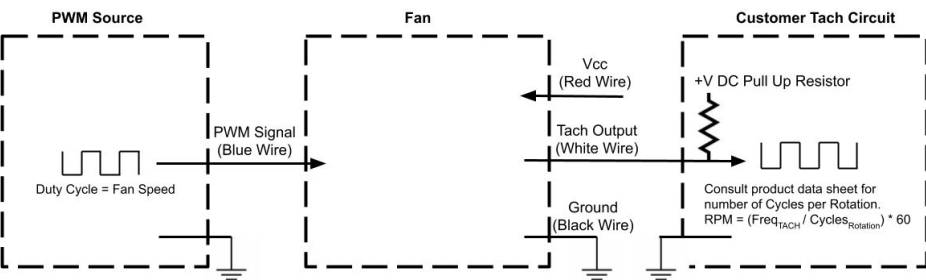 PWM Source
Fan
Customer Tach Circuit
Vcc
(Red Wire)
+V DC Pull Up Resistor
PWM Signal
(Blue Wire)
Tach Output
(White Wire)
Duty Cycle = Fan Speed
Consult product data sheet for
number of Cycles per Rotation.
RPM = (FreqTACH / CyclesRotation) * 60
Ground
(Black Wire)